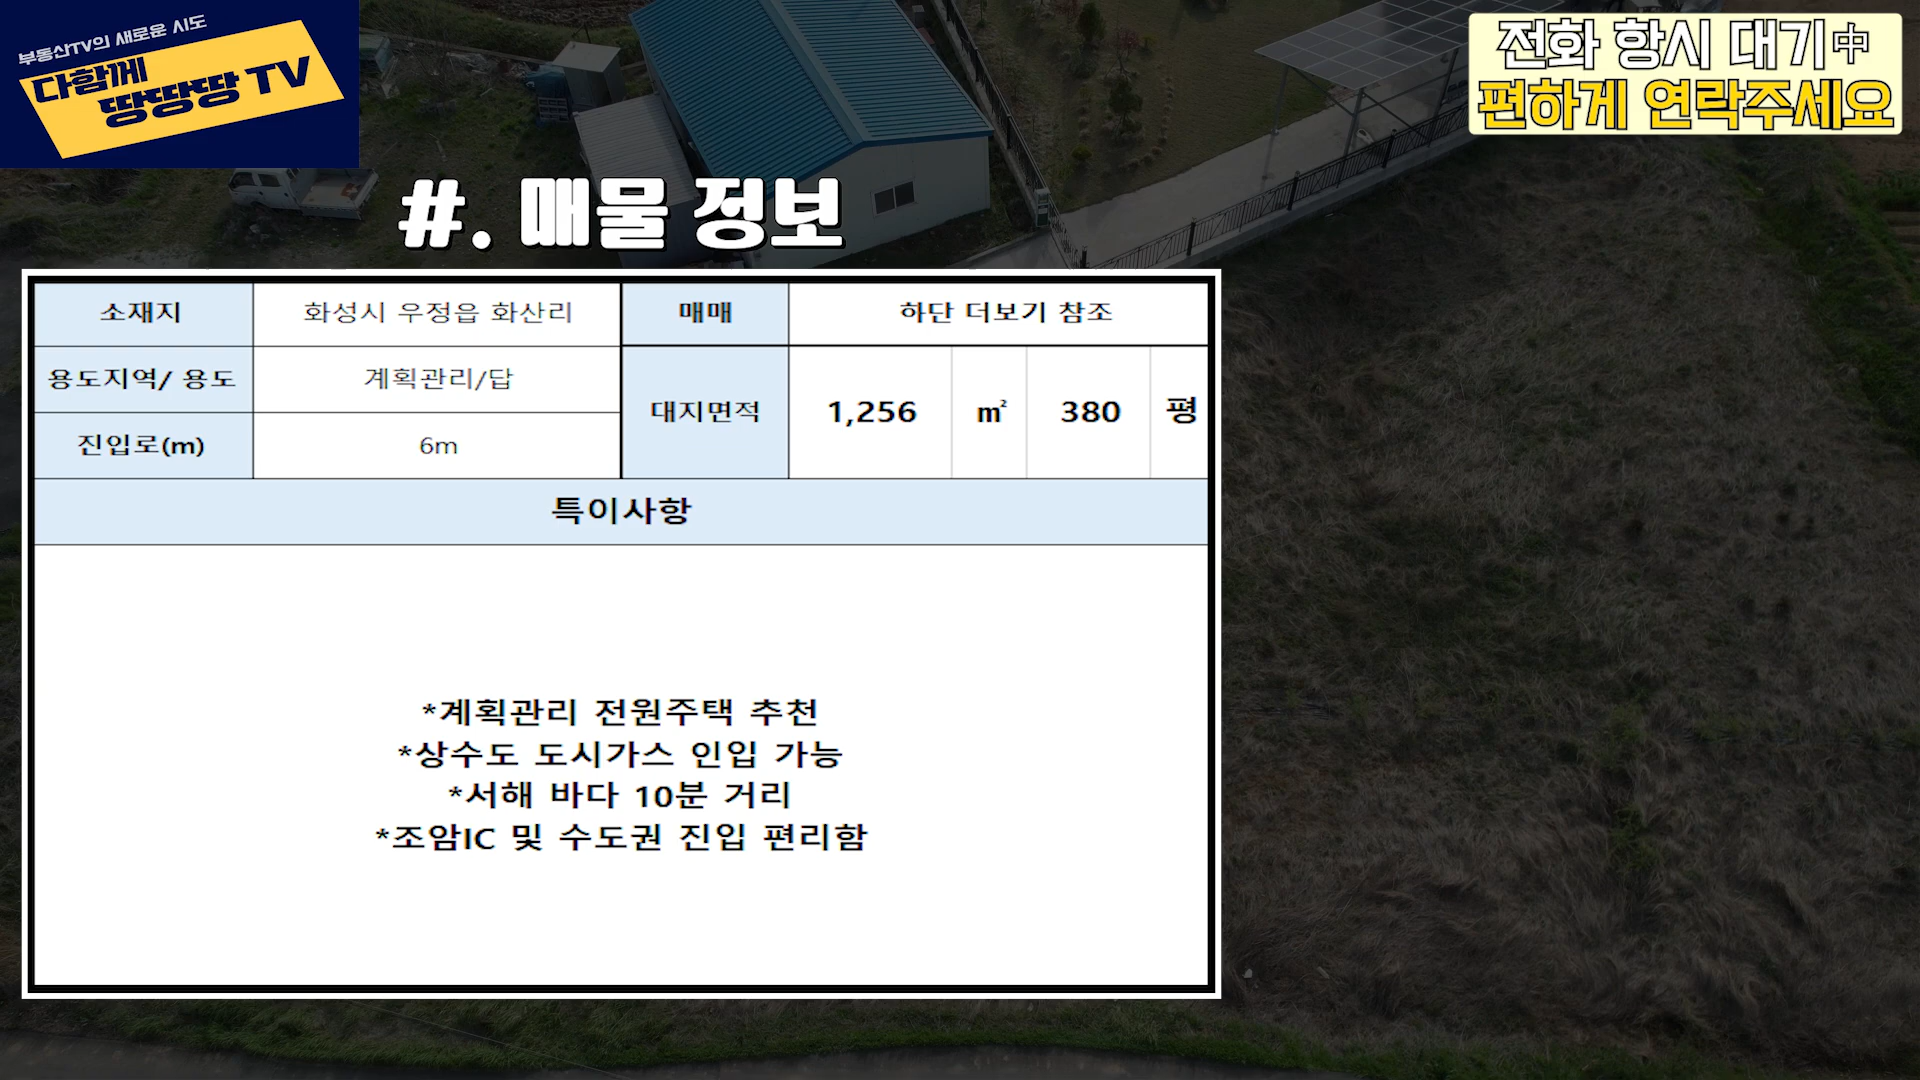 부동산TV의 새로운 시도
다함께
땅땅땅 TV
전화 항시 대기中
편하게 연락주세요
#. 매물 정보
소재지 화성시 우정읍 화산리 매매 하단 더보기 참조
용도지역/ 용도 계획관리/답
대지면적 1,256 ㎡ 380 평
진입로(m) 6m
특이사항
*계획관리 전원주택 추천
*상수도 도시가스 인입 가능
*서해 바다 10분 거리
*조암IC 및 수도권 진입 편리함